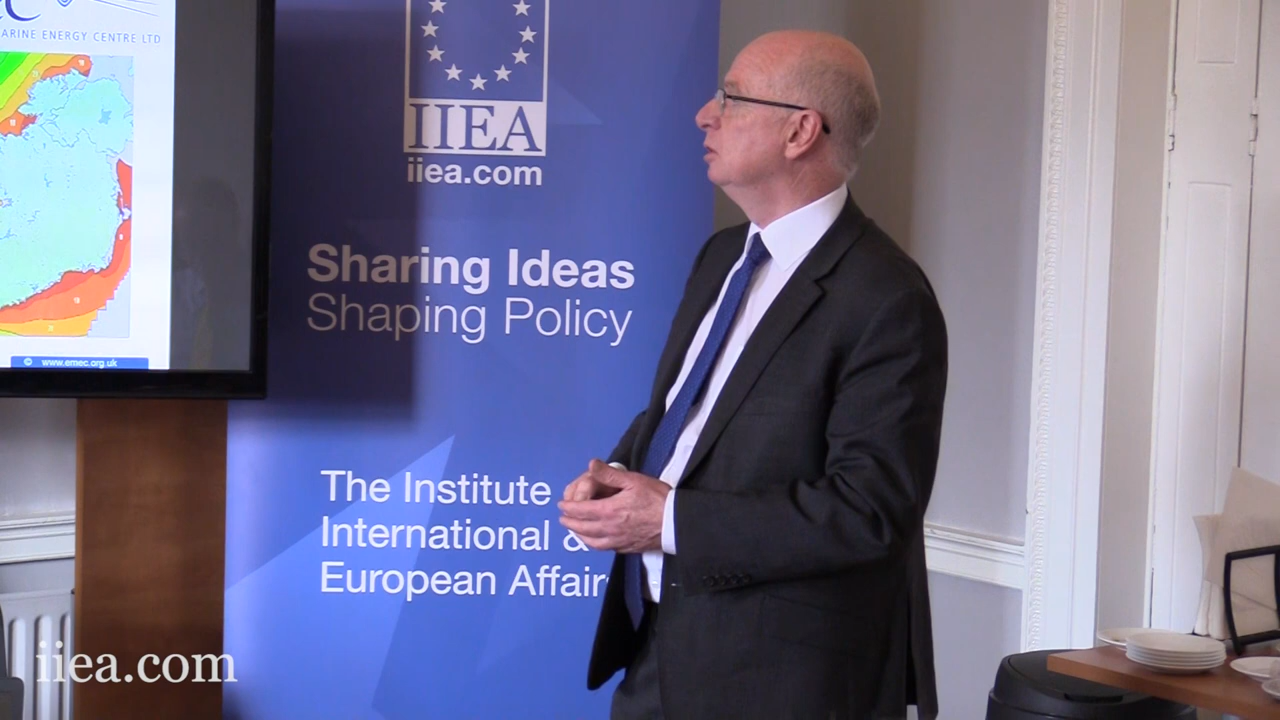 ARINE ENERGY CENTRE LTD
© www.emec.org.uk
IIEA
iiea.com
Sharing Ideas
Shaping Policy
The Institute
International &
European Affair
iiea.com